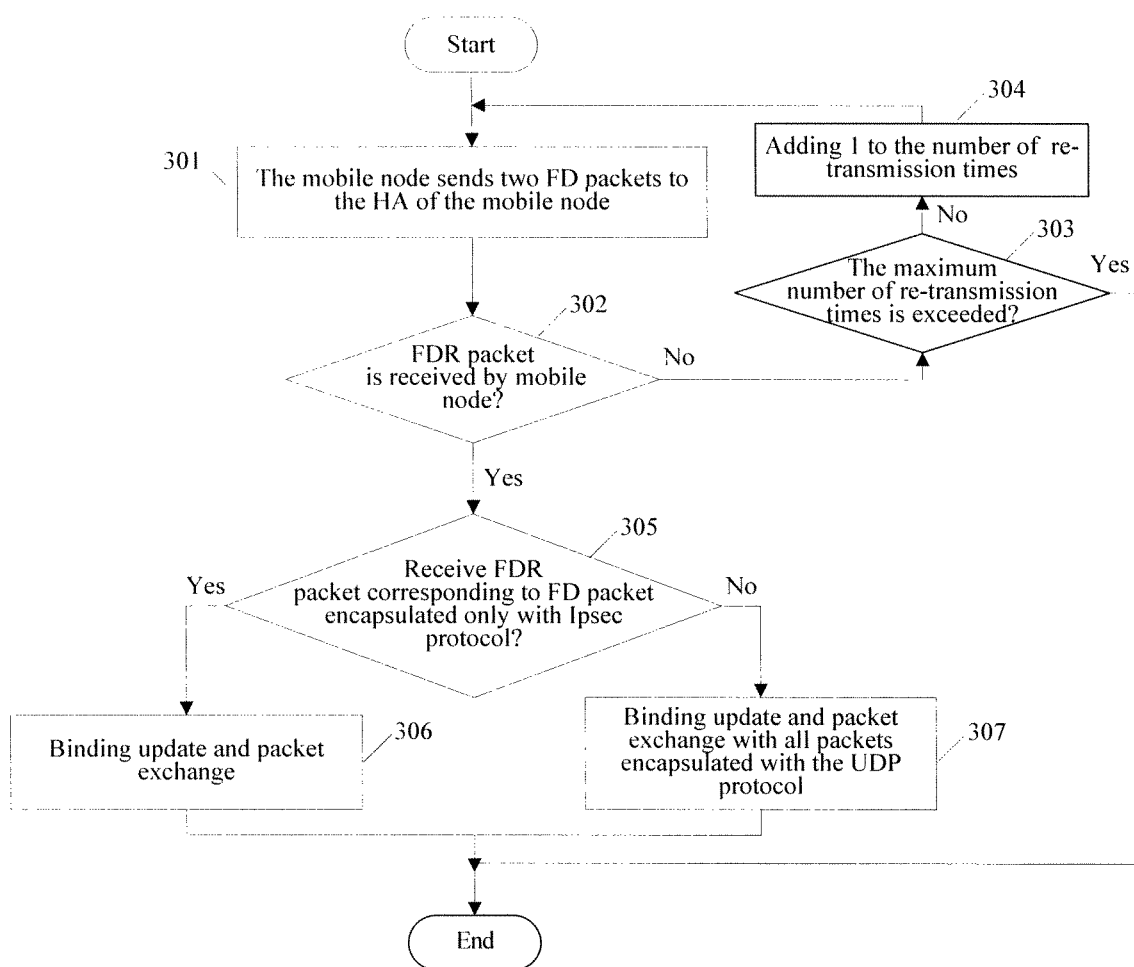 Start
304
301
The mobile node sends two FD packets to
the HA of the mobile node
Adding 1 to the number of re-
transmission times
No
303
The maximum
number of re-transmission
times is exceeded?
Yes
302
FDR packet
is received by mobile
node?
No
Yes
305
Receive FDR
packet corresponding to FD packet
encapsulated only with Ipsec
protocol?
Yes
No
Binding update and packet
exchange
306
Binding update and packet
exchange with all packets
encapsulated with the UDP
protocol
307
End